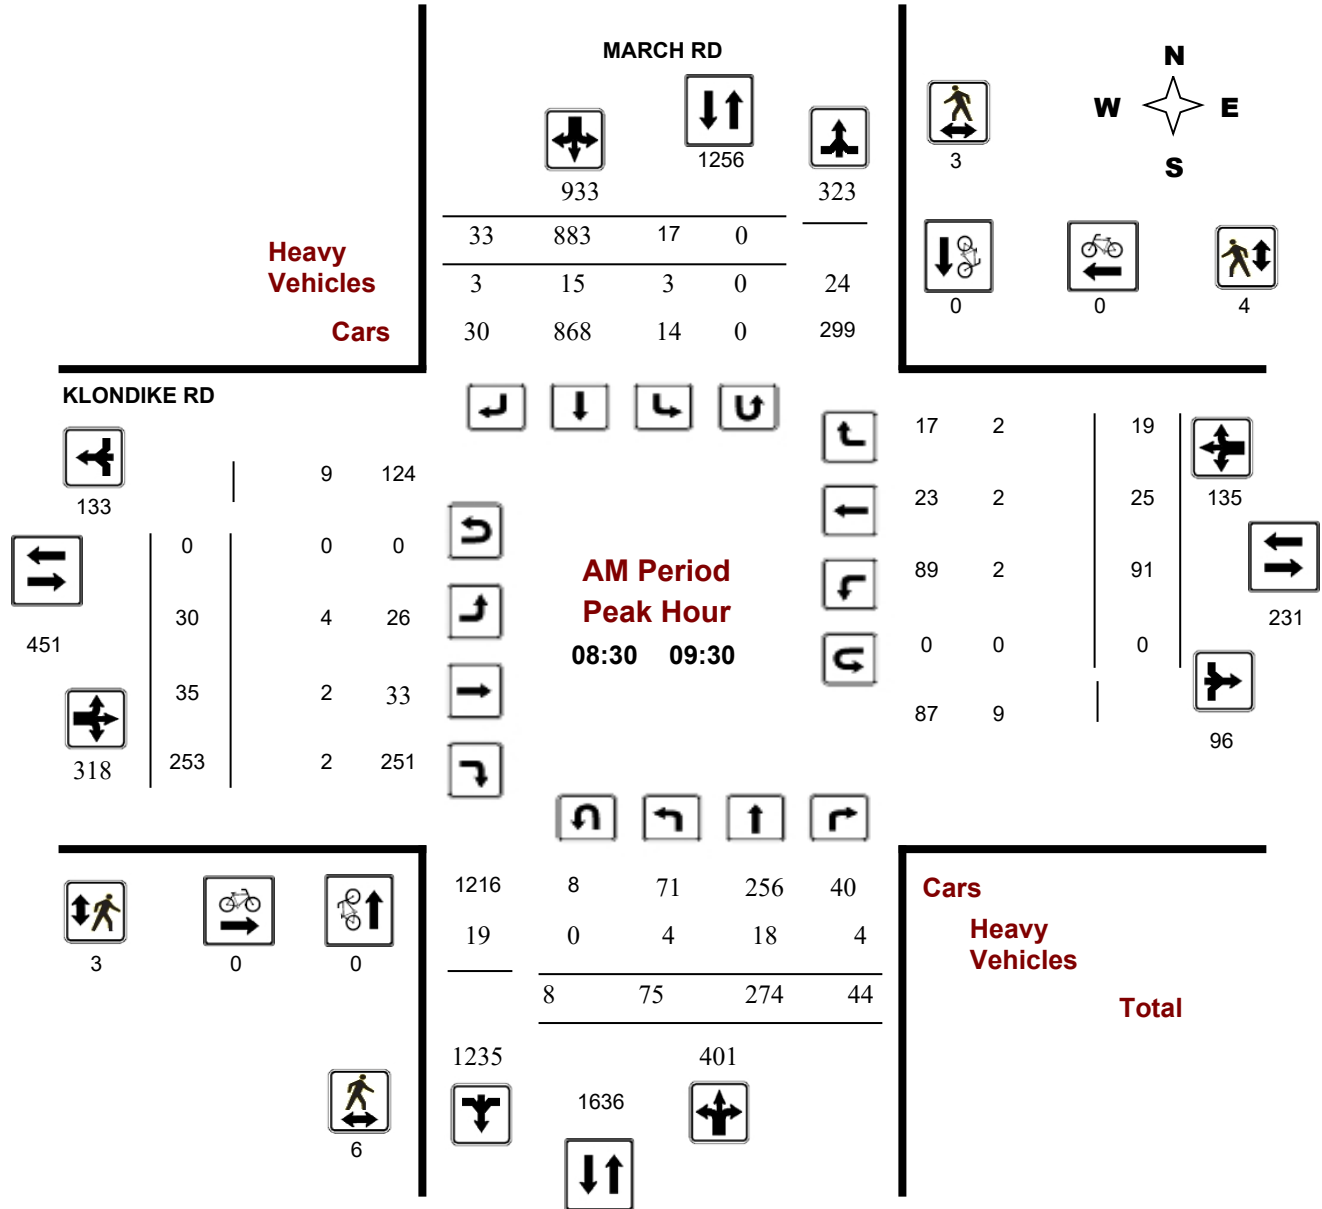 MARCH RD
N
W E
S
1256
3
933
323
33 883 17 0
Heavy
Vehicles
3 15 3 0 24
0 0 4
Cars
30 868 14 0 299
KLONDIKE RD
17 2 19
9 124
133
23 2 25
135
0 0 0
AM Period
89 2 91
Peak Hour
30 4 26
231
451
08:30 09:30
0 0 0
35 2 33
87 9
96
318
253 2 251
1216 8 71 256 40
Cars
19 0 4 18 4
Heavy
Vehicles
3 0 0
8 75 274 44
Total
1235 401
1636
6